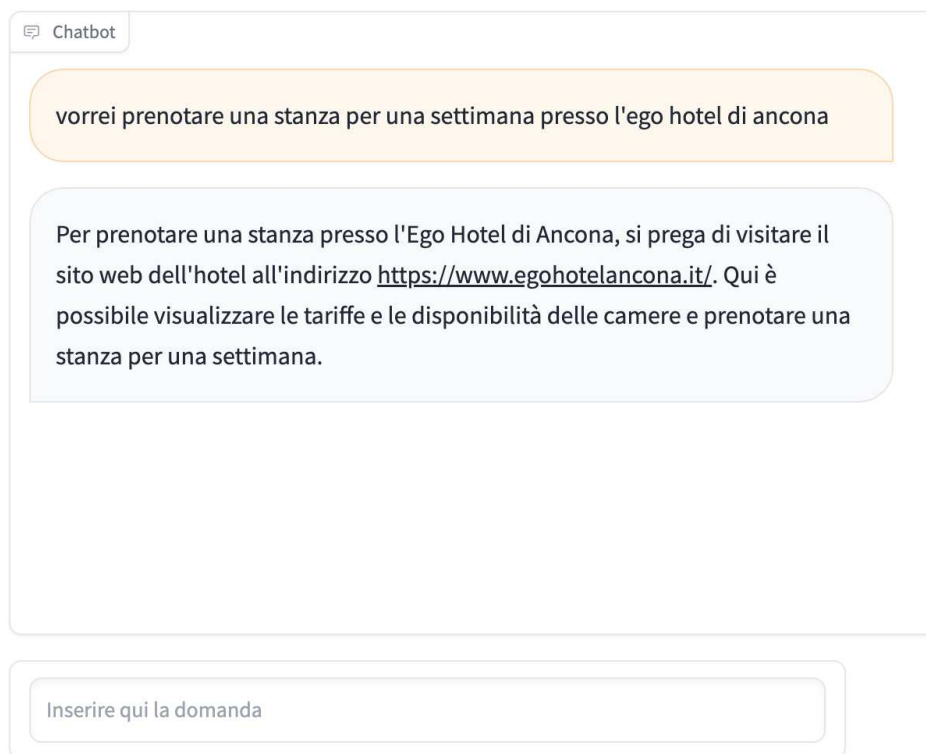 Chatbot
vorrei prenotare una stanza per una settimana presso l'ego hotel di ancona
Per prenotare una stanza presso l'Ego Hotel di Ancona, si prega di visitare il
sito web dell'hotel all'indirizzo https://www.egohotelancona.it/. Qui è
possibile visualizzare le tariffe e le disponibilità delle camere e prenotare una
stanza per una settimana.
Inserire qui la domanda